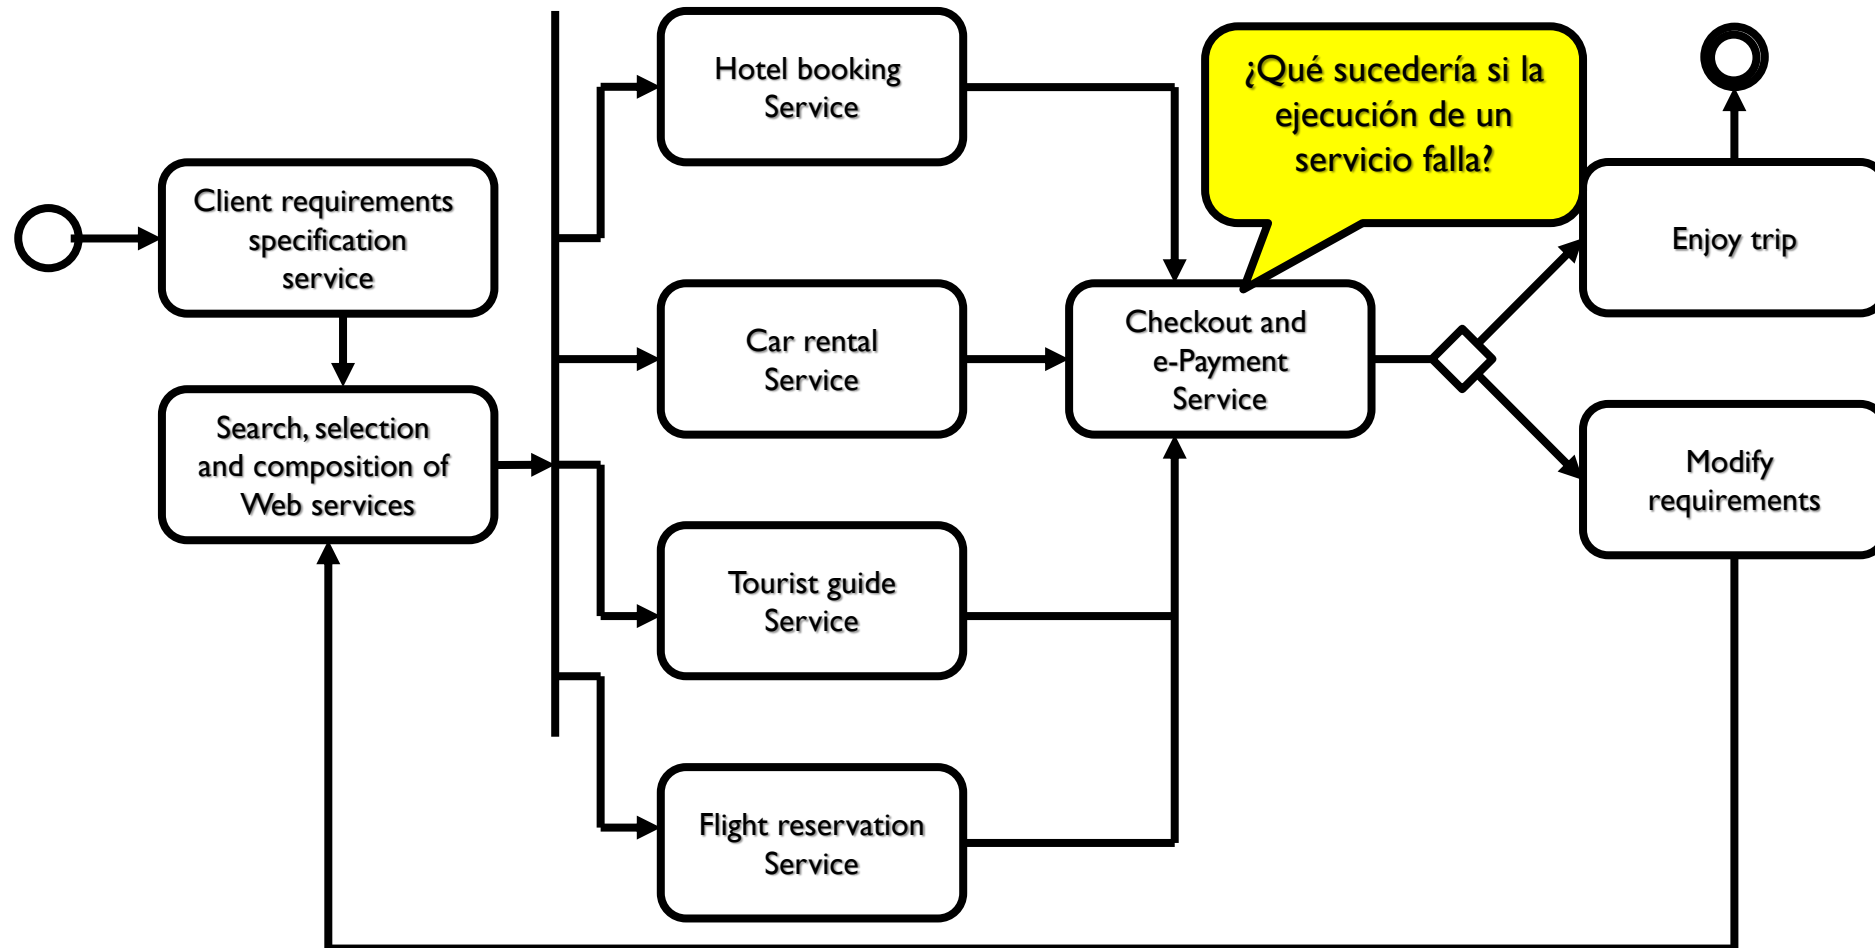 Client requirements
specification
service
Search, selection
and composition of
Web services
Hotel booking
Service
Car rental
Service
Tourist guide
Service
Flight reservation
Service
¿Qué sucedería si la
ejecución de un
servicio falla?
Checkout and
e-Payment
Service
Enjoy trip
Modify
requirements